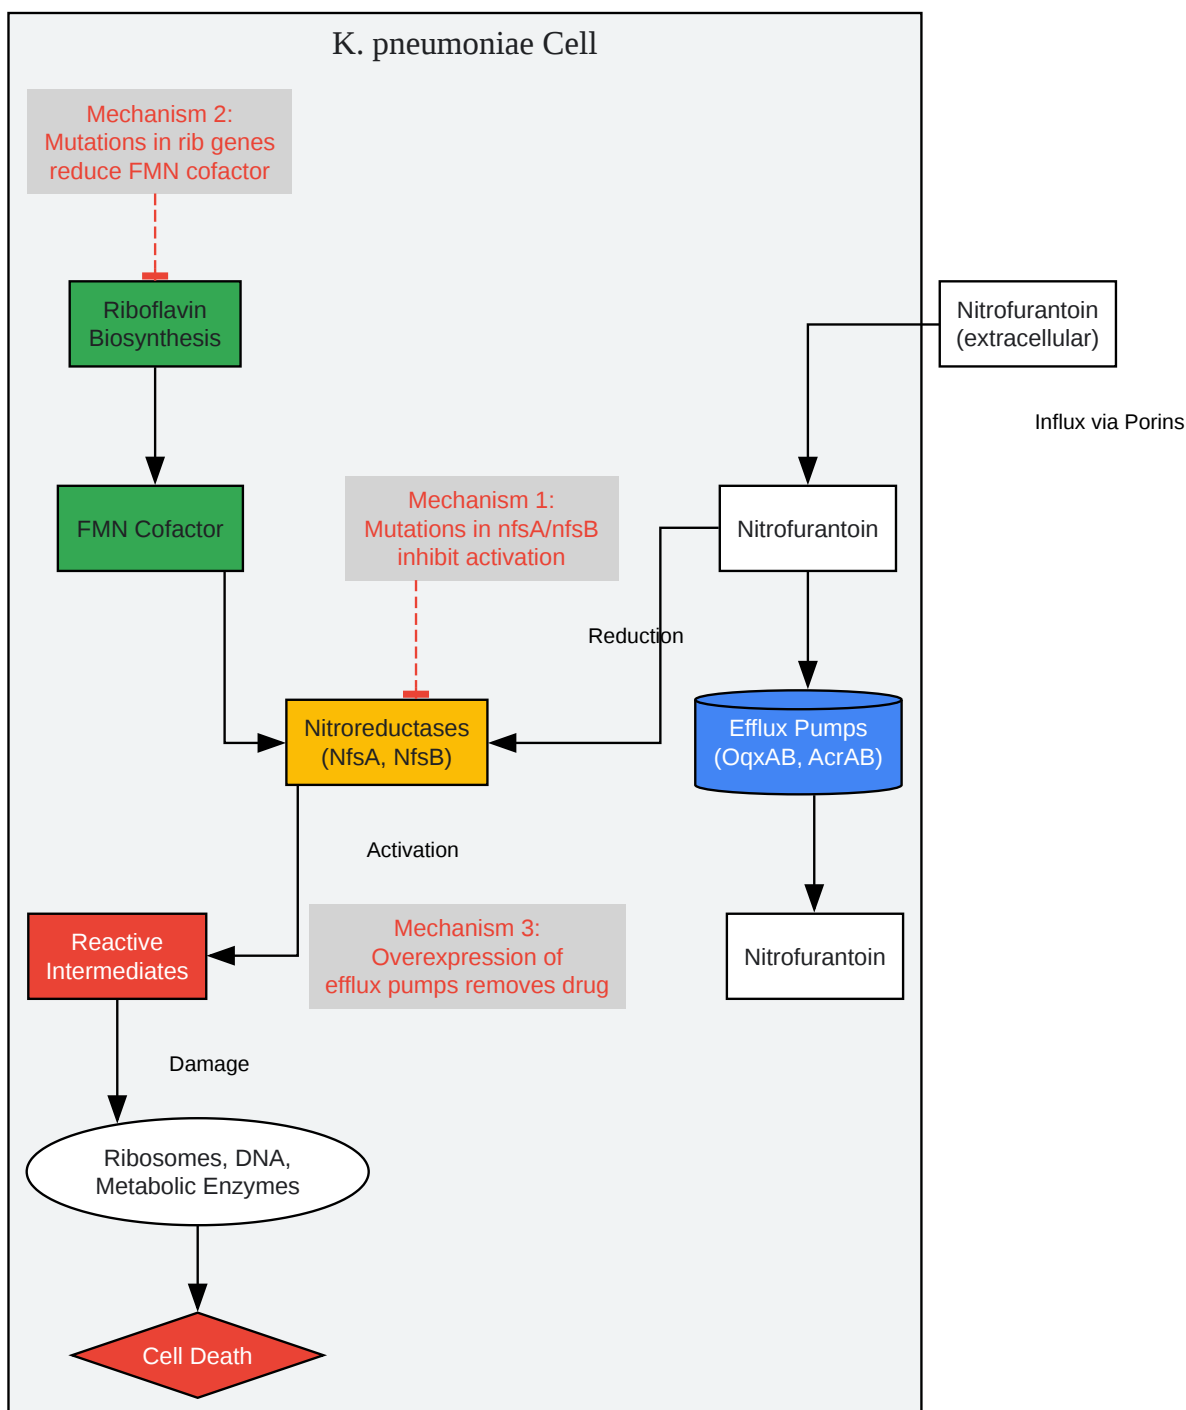 K. pneumoniae Cell
Mechanism 2:
Mutations in rib genes
reduce FMN cofactor
Riboflavin
Biosynthesis
Nitrofurantoin
(extracellular)
Influx via Porins
FMN Cofactor
Mechanism 1:
Mutations in nfsA/nfsB
inhibit activation
Nitrofurantoin
Reduction
Nitroreductases
(NfsA, NfsB)
Efflux Pumps
(OqxAB, AcrAB)
Activation
Reactive
Intermediates
Mechanism 3:
Overexpression of
efflux pumps removes drug
Nitrofurantoin
Damage
Ribosomes, DNA,
Metabolic Enzymes
Cell Death